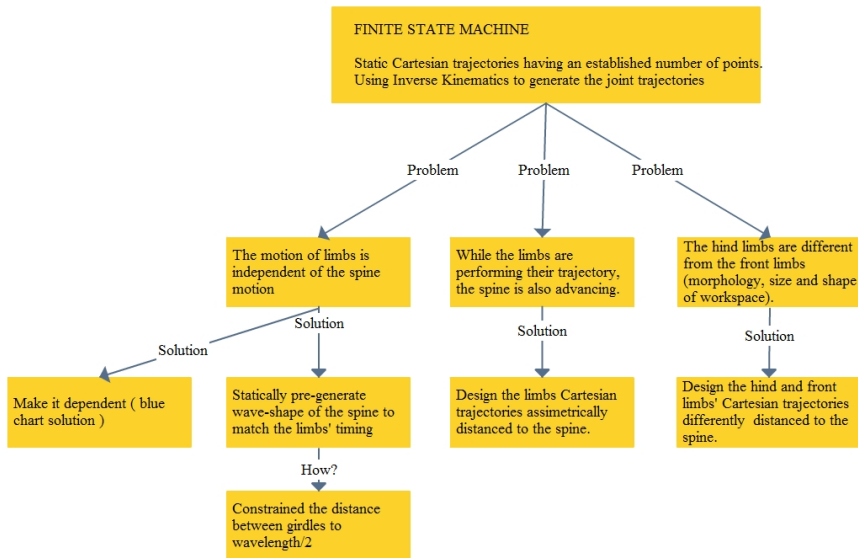 FINITE STATE MACHINE
Static Cartesian trajectories having an established number of points.
Using Inverse Kinematics to generate the joint trajectories
Problem
Problem
Problem
The motion of limbs is
independent of the spine
motion
While the limbs are
performing their trajectory,
the spine is also advancing.
The hind limbs are different
from the front limbs
(morphology, size and shape
of workspace).
Solution
Solution
Solution
Solution
Make it dependent ( blue
chart solution )
Statically pre-generate
wave-shape of the spine to
match the limbs' timing
Design the limbs Cartesian
trajectories assimetrically
distanced to the spine.
Design the hind and front
limbs' Cartesian trajectories
differently distanced to the
spine.
How?
Constrained the distance
between girdles to
wavelength/2